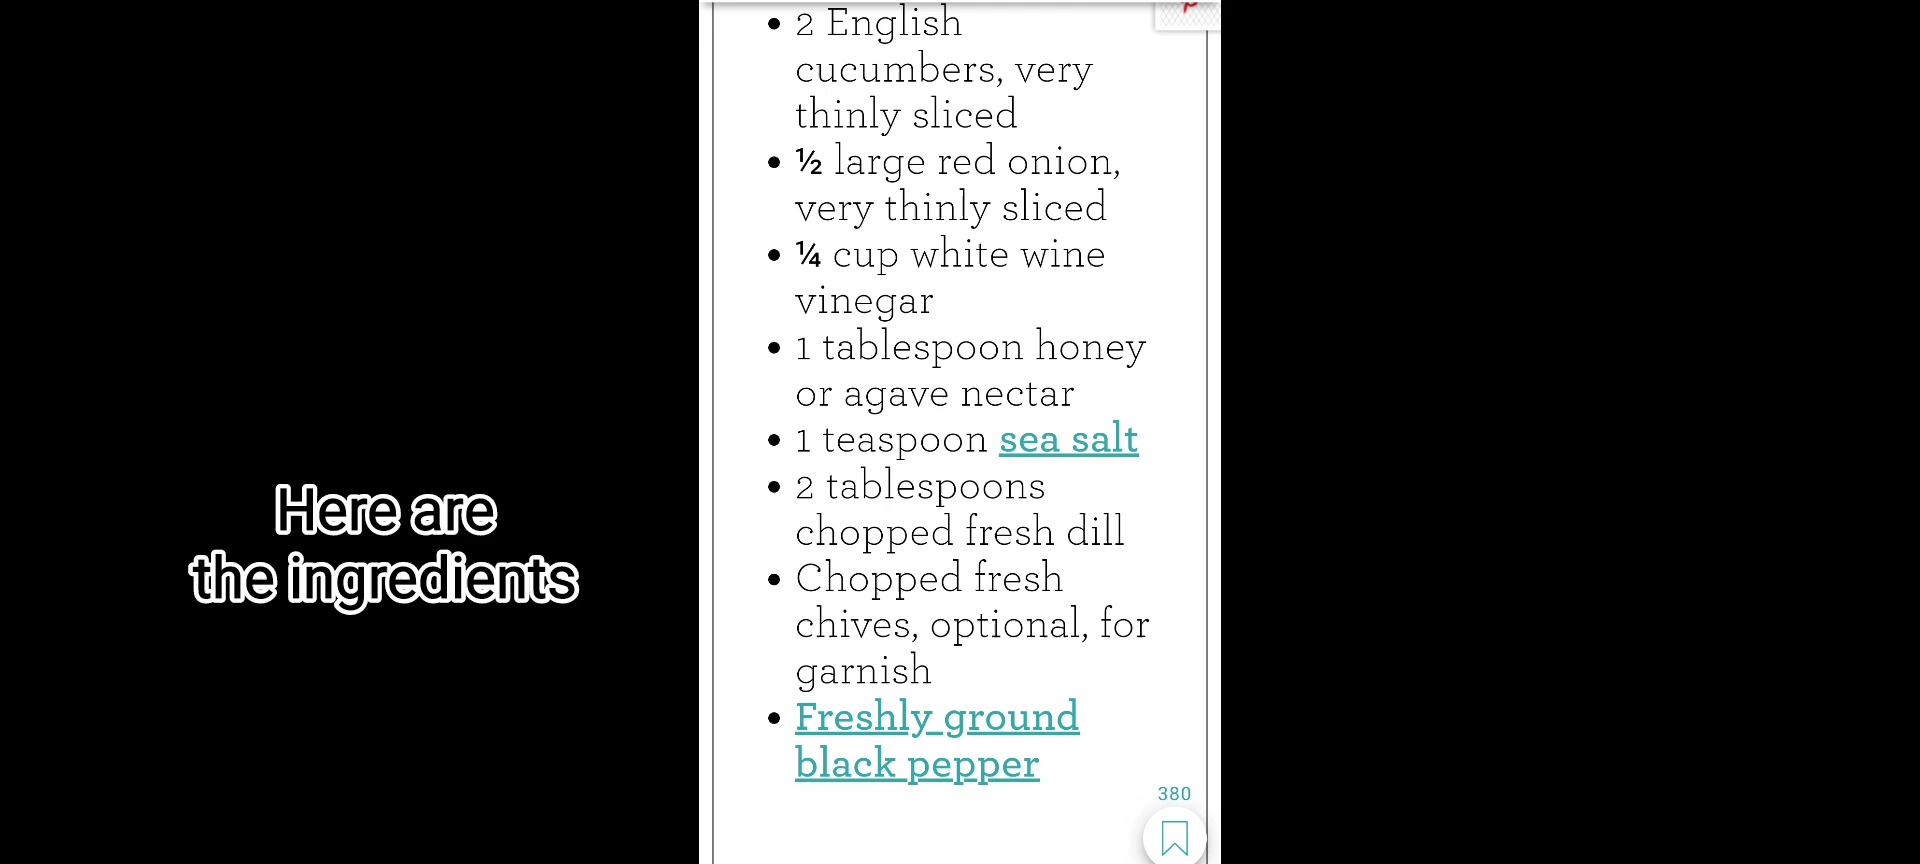 Here are
the ingredients
• 2 English
cucumbers, very
thinly sliced
• ½ large red onion,
very thinly sliced
• ¼ cup white wine
vinegar
• 1 tablespoon honey
or agave nectar
• 1 teaspoon sea salt
• 2 tablespoons
chopped fresh dill
• Chopped fresh
chives, optional, for
garnish
• Freshly ground
black pepper
380